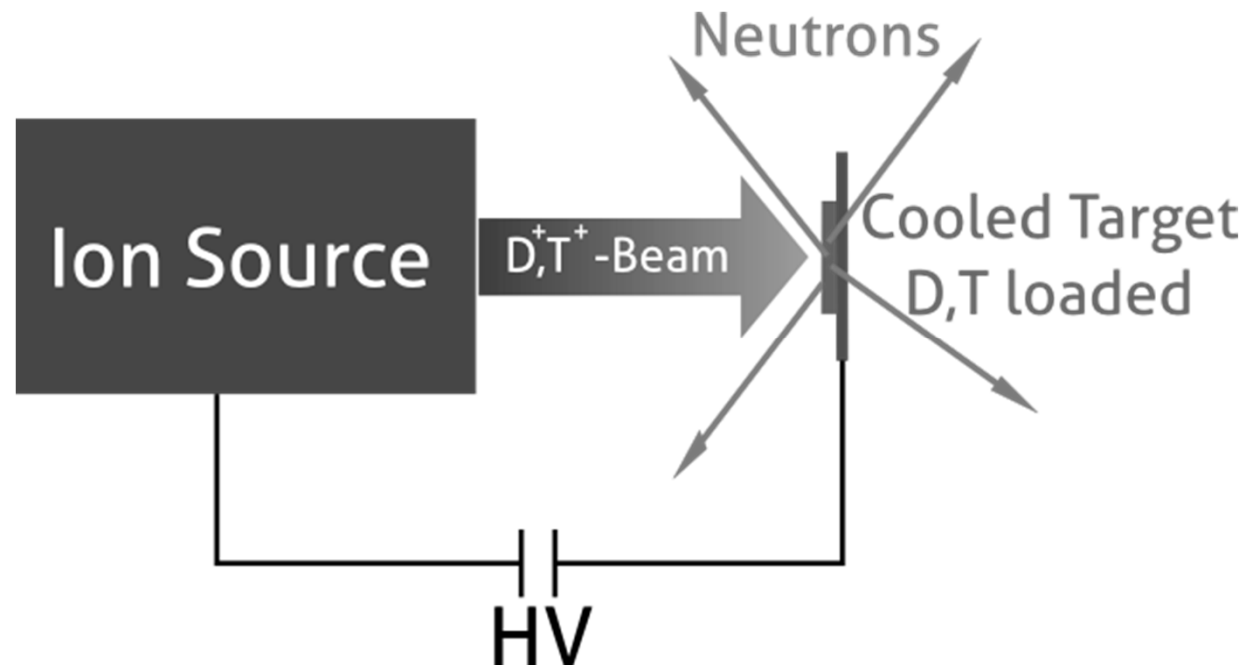 Neutrons
Ion Source
D⁺,T⁺-Beam
Cooled Target
D,T loaded
HV